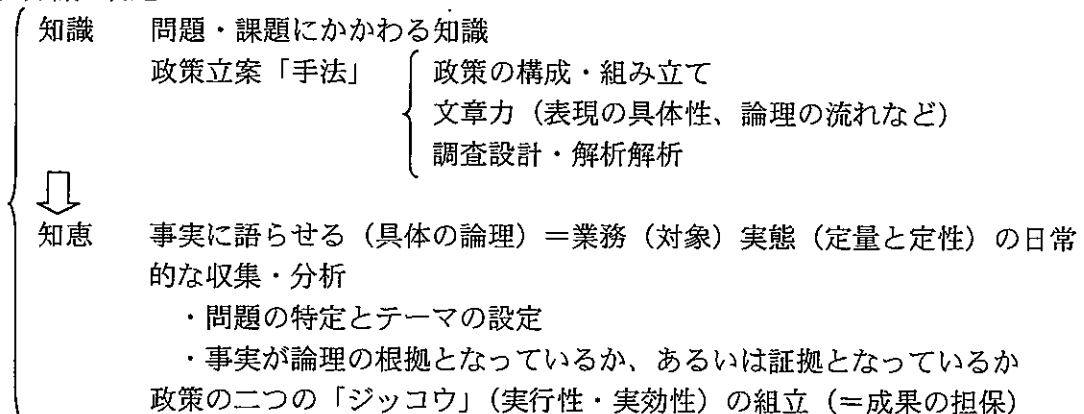 知識 問題・課題にかかわる知識
政策立案「手法」 政策の構成・組み立て
文章力（表現の具体性、論理の流れなど）
調査設計・解析解析
知恵 事実に語らせる（具体の論理）＝業務（対象）実態（定量と定性）の日常
的な収集・分析
・問題の特定とテーマの設定
・事実が論理の根拠となっているか、あるいは証拠となっているか
政策の二つの「ジッコウ」（実行性・実効性）の組立（＝成果の担保）